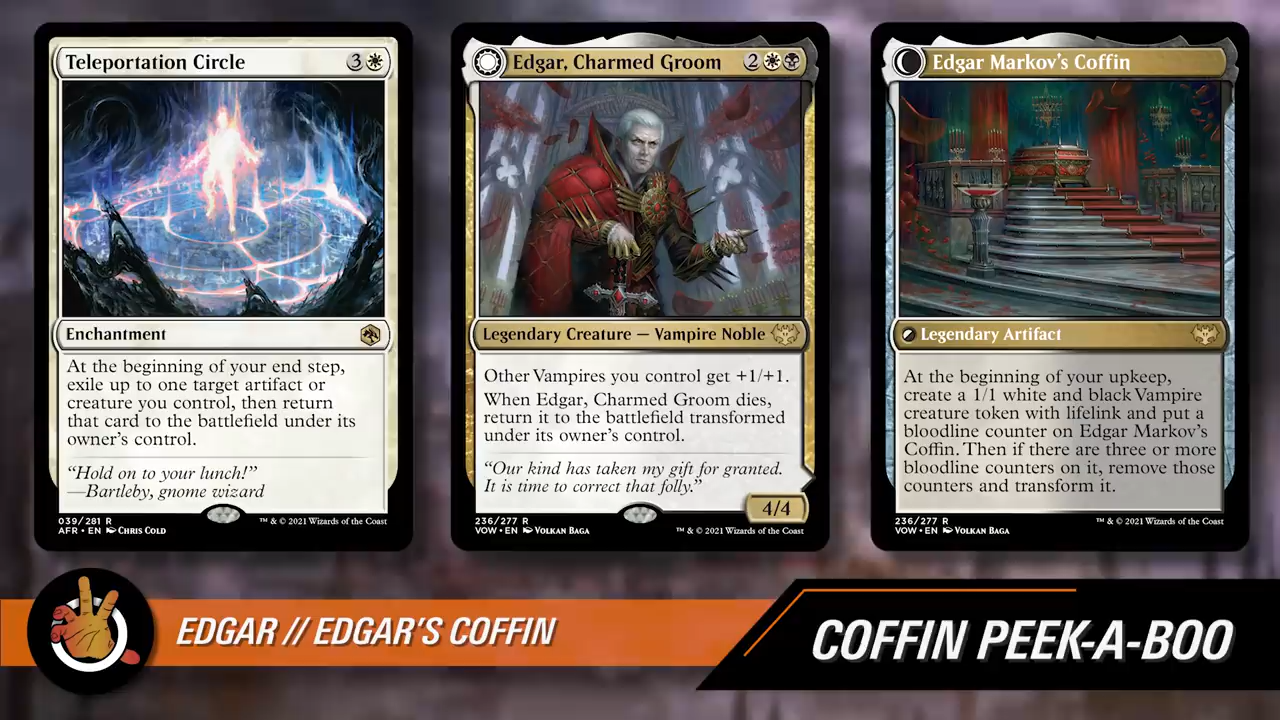 Teleportation Circle 3
Enchantment
At the beginning of your end step,
exile up to one target artifact or
creature you control, then return
that card to the battlefield under its
owner's control.
“Hold on to your lunch!”
—Bartleby, gnome wizard
039/281 R
AFR • EN Chris Cold
™ & © 2021 Wizards of the Coast
Edgar, Charmed Groom 2
Legendary Creature — Vampire Noble
Other Vampires you control get +1/+1.
When Edgar, Charmed Groom dies,
return it to the battlefield transformed
under its owner's control.
“Our kind has taken my gift for granted.
It is time to correct that folly.”
4/4
236/277 R
VOW • EN Volkan Baga
™ & © 2021 Wizards of the Coast
Edgar Markov's Coffin
Legendary Artifact
At the beginning of your upkeep,
create a 1/1 white and black Vampire
creature token with lifelink and put a
bloodline counter on Edgar Markov's
Coffin. Then if there are three or more
bloodline counters on it, remove those
counters and transform it.
236/277 R
VOW • EN Volkan Baga
™ & © 2021 Wizards of the Coast
EDGAR // EDGAR'S COFFIN
COFFIN PEEK-A-BOO